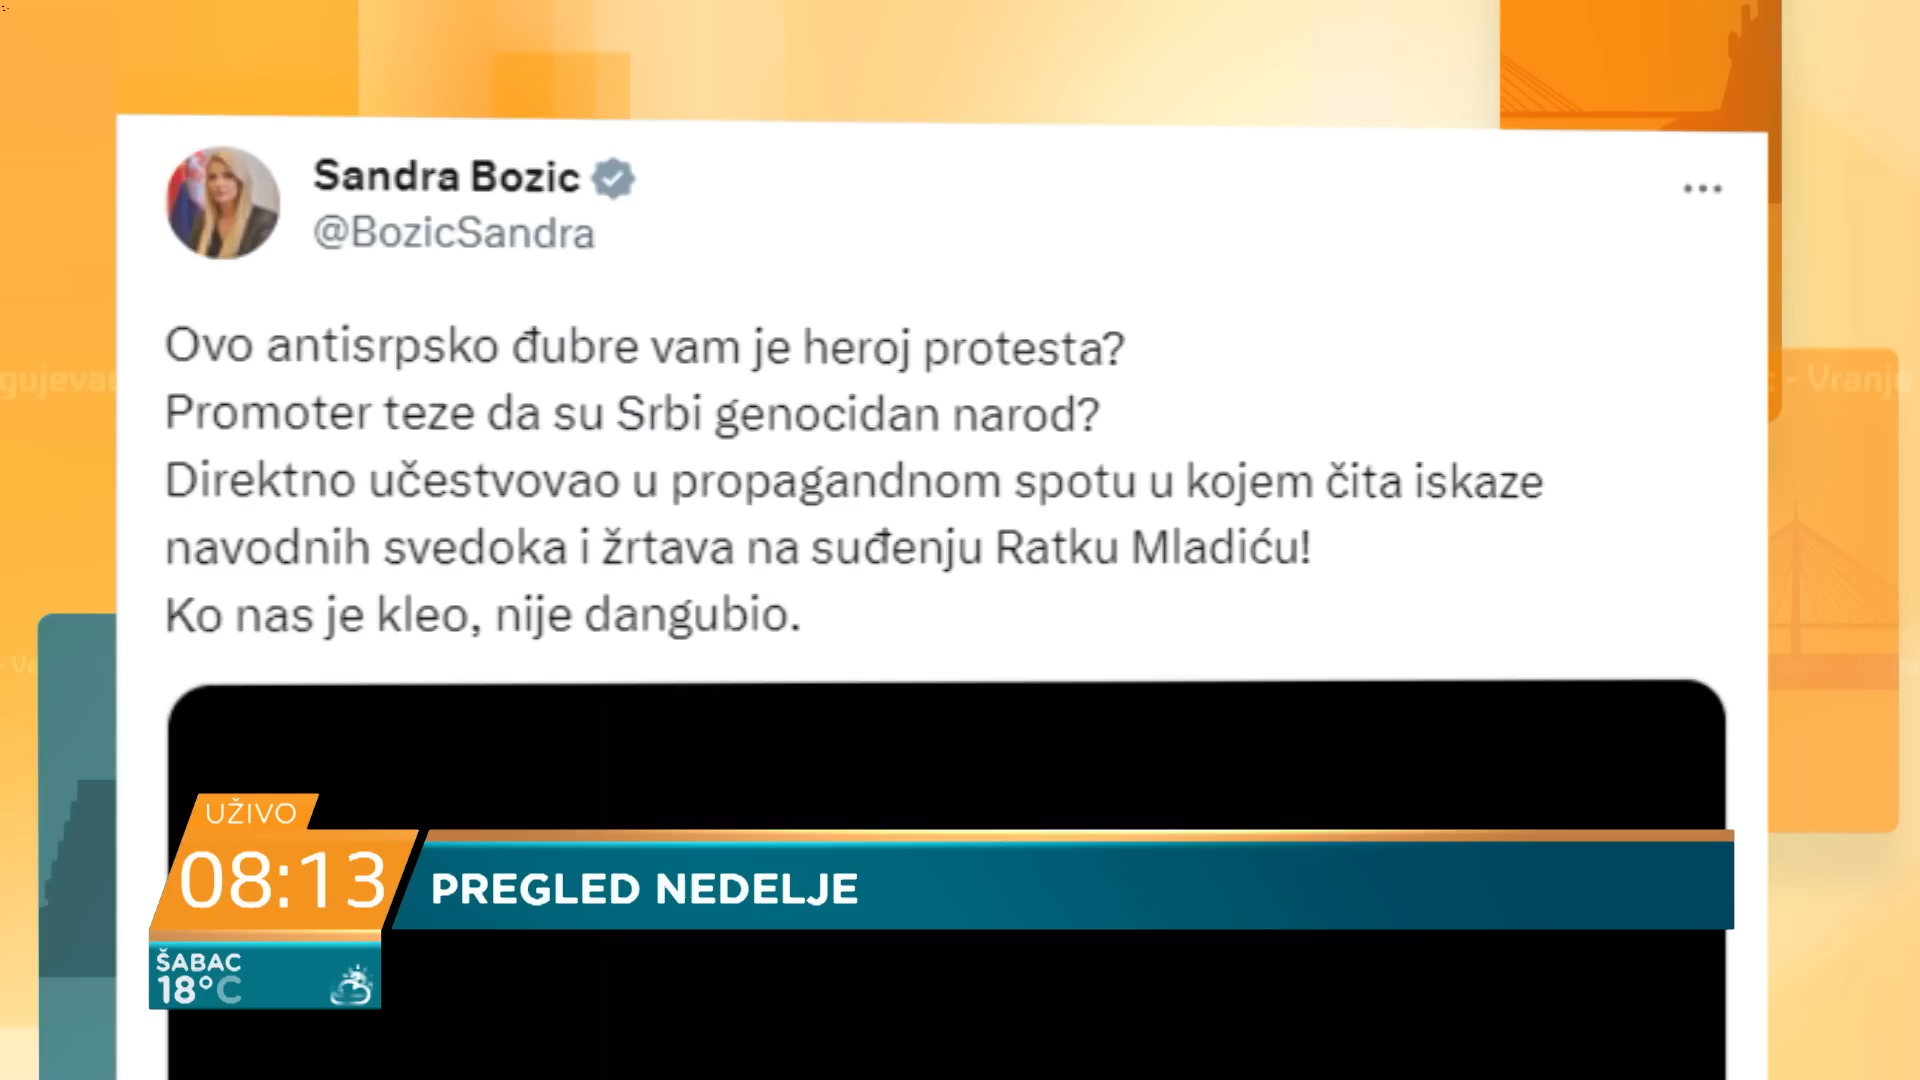 Sandra Bozic
@BozicSandra
Ovo antisrpsko đubre vam je heroj protesta?
Promoter teze da su Srbi genocidan narod?
Direktno učestvovao u propagandnom spotu u kojem čita iskaze
navodnih svedoka i žrtava na suđenju Ratku Mladiću!
Ko nas je kleo, nije dangubio.
gujevac
- Vranje
UŽIVO
08:13
PREGLED NEDELJE
ŠABAC
18°C